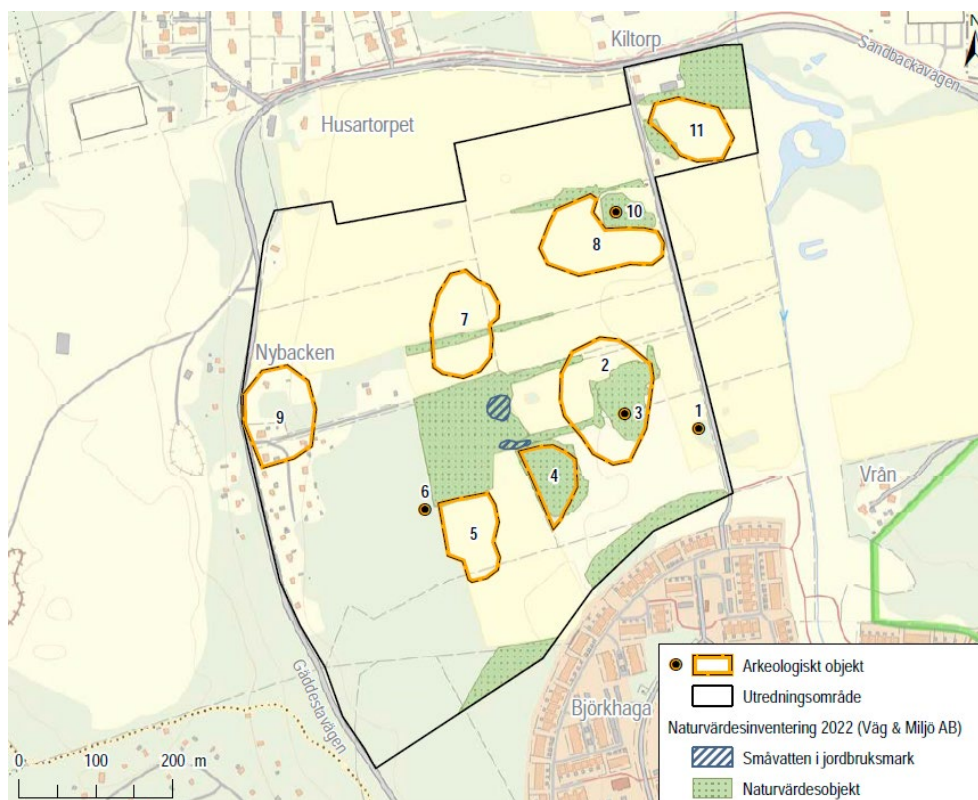 Kiltorp
N
Sandbackavägen
Husartorpet
11
10
8
7
Nybacken
2
9
3
1
4
Vrån
6
5
Gäddestavägen
Björkhaga
0 100 200 m
Arkeologiskt objekt
Utredningsområde
Naturvärdesinventering 2022 (Väg & Miljö AB)
Småvatten i jordbruksmark
Naturvärdesobjekt